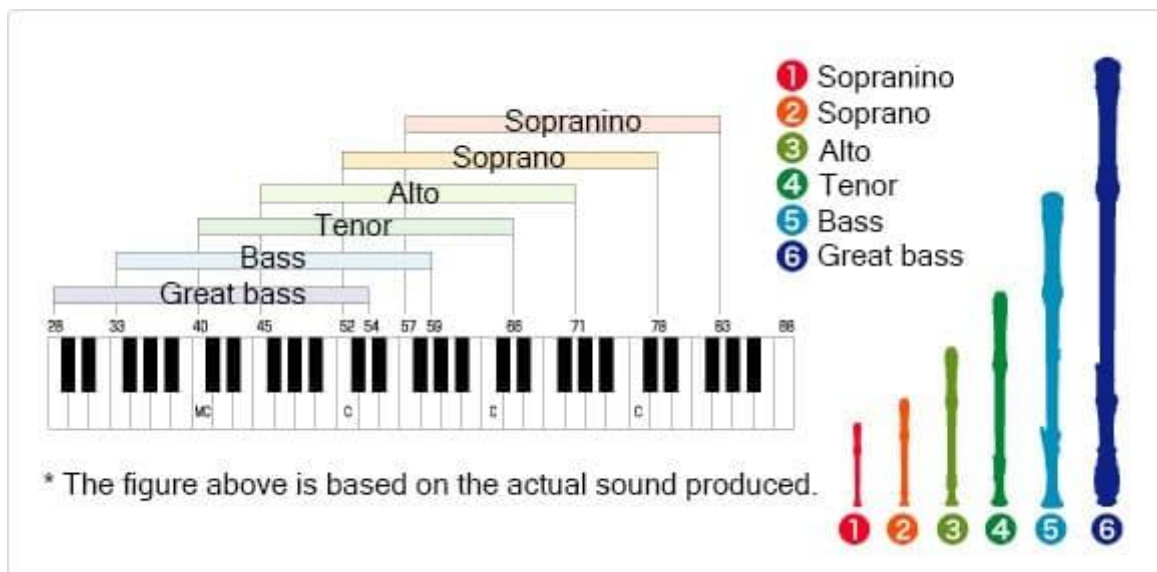 Sopranino
Soprano
Alto
Tenor
Bass
Great bass
28 33 40 45 52 54 57 59 66 71 78 83 88
MC C C C
* The figure above is based on the actual sound produced.
1 Sopranino
2 Soprano
3 Alto
4 Tenor
5 Bass
6 Great bass
1 2 3 4 5 6